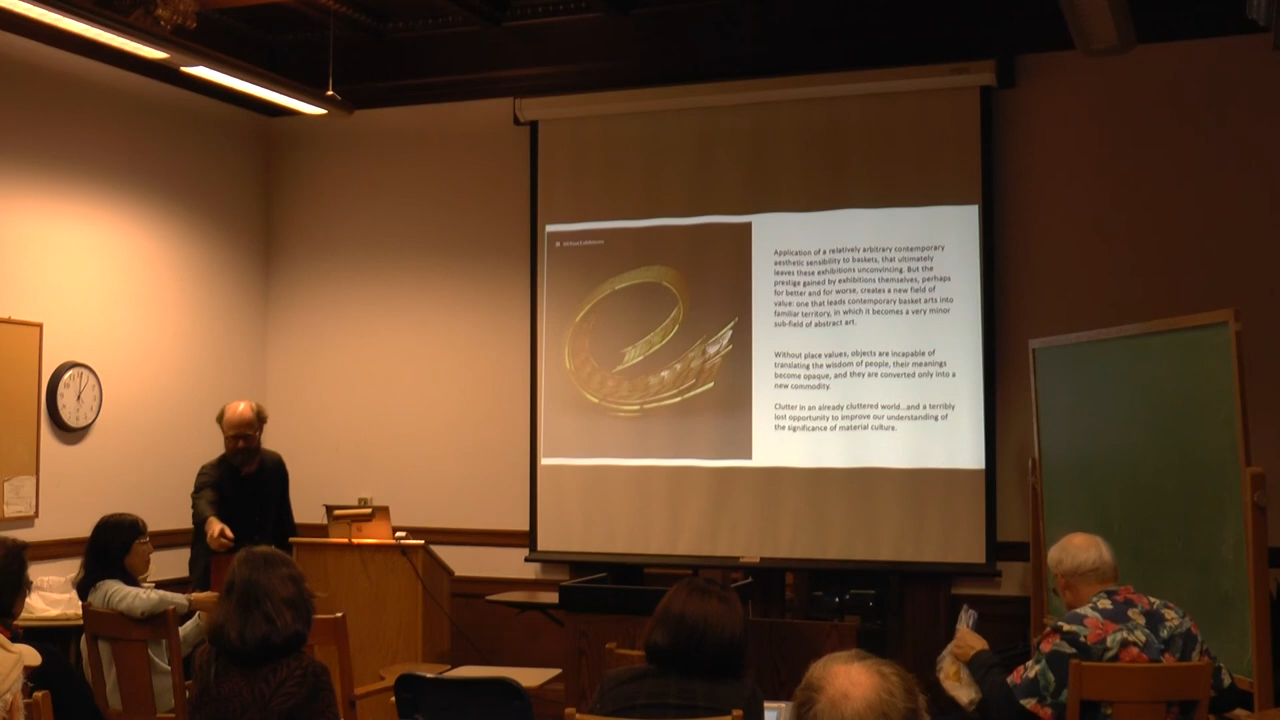 Application of a relatively arbitrary contemporary
aesthetic sensibility to baskets, that ultimately
leaves these exhibitions unconvincing. But the
prestige gained by exhibitions themselves, perhaps
for better and for worse, creates a new field of
value: one that leads contemporary basket arts into
familiar territory, in which it becomes a very minor
sub-field of abstract art.
Without place values, objects are incapable of
translating the wisdom of people, their meanings
become opaque, and they are converted only into a
new commodity.
Clutter in an already cluttered world...and a terribly
lost opportunity to improve our understanding of
the significance of material culture.